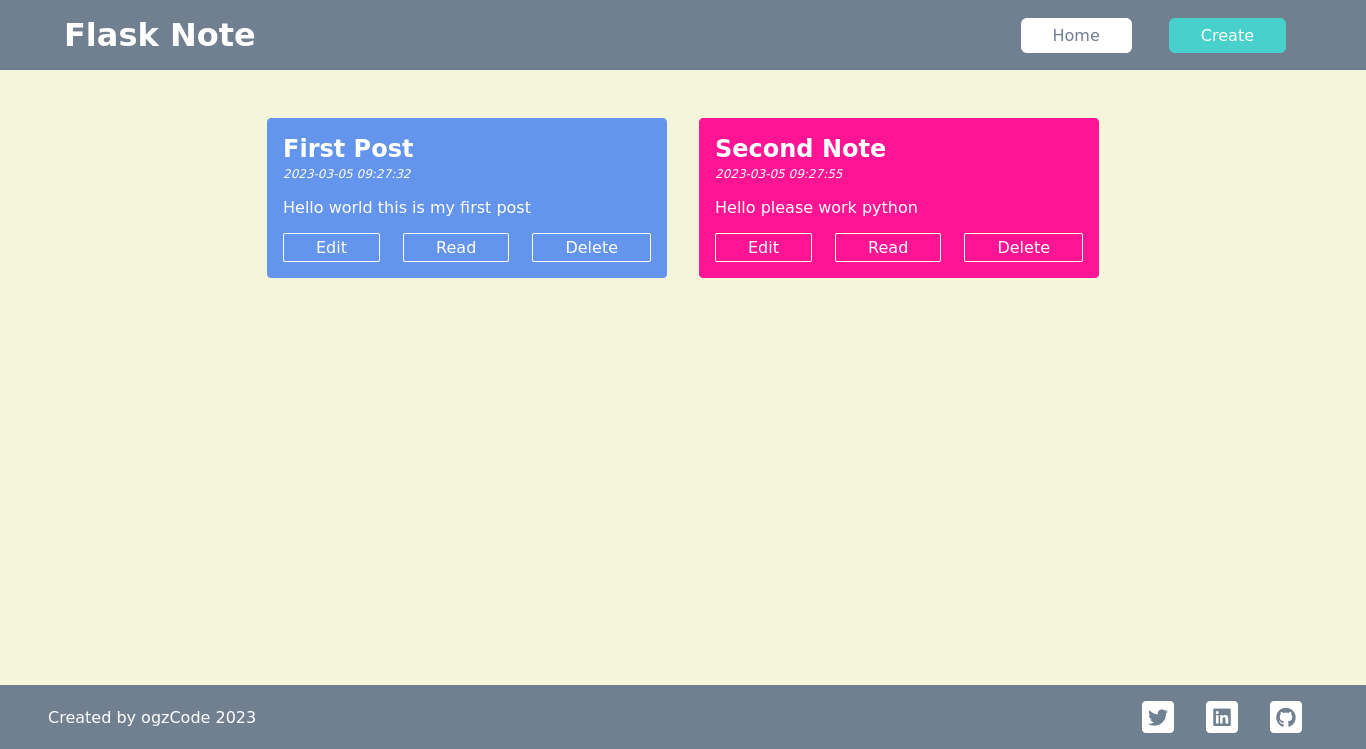 Flask Note
Home
Create
First Post
2023-03-05 09:27:32
Hello world this is my first post
Edit
Read
Delete
Second Note
2023-03-05 09:27:55
Hello please work python
Edit
Read
Delete
Created by ogzCode 2023